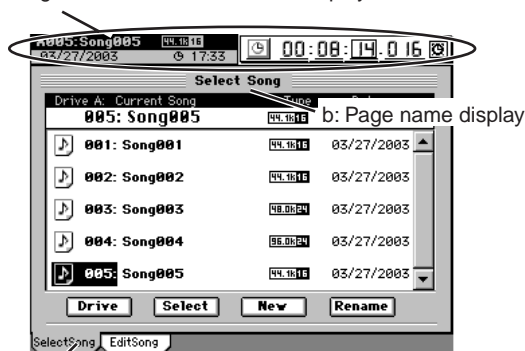 A005:Song005 44.1k16
03/27/2003 17:33
00:08:14.016
Select Song
Drive A: Current Song Type
005: Song005 44.1k16
b: Page name display
001: Song001 44.1k16 03/27/2003
002: Song002 44.1k16 03/27/2003
003: Song003 48.0k24 03/27/2003
004: Song004 96.0k24 03/27/2003
005: Song005 44.1k16 03/27/2003
Drive Select New Rename
SelectSong EditSong